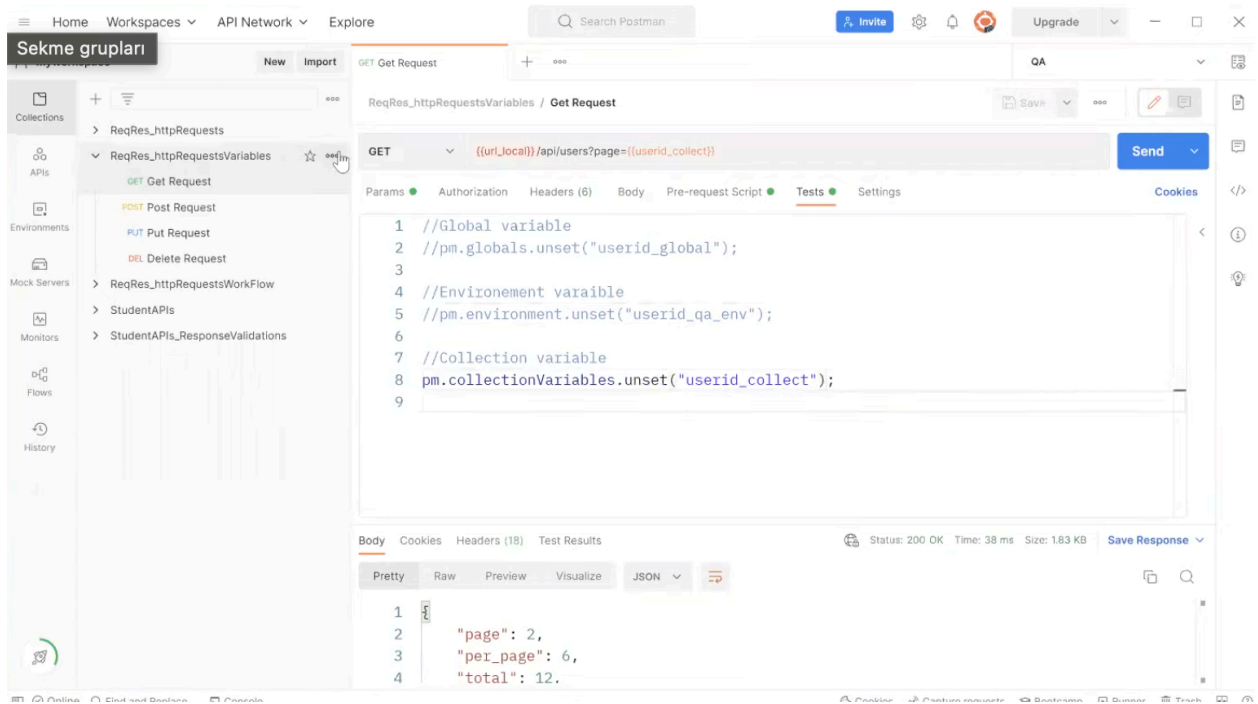 Home Workspaces API Network Explore Search Postman Invite Upgrade
Sekme grupları
New Import GET Get Request QA
Collections
ReqRes_httpRequestsVariables / Get Request Save
ReqRes_httpRequests
APIs
ReqRes_httpRequestsVariables
GET {{url_local}}/api/users?page={{userid_collect}} Send
GET Get Request
Params Authorization Headers (6) Body Pre-request Script Tests Settings Cookies
POST Post Request
Environments
PUT Put Request
DEL Delete Request
Mock Servers
ReqRes_httpRequestsWorkFlow
StudentAPIs
Monitors
StudentAPIs_ResponseValidations
Flows
History
1 //Global variable
2 //pm.globals.unset("userid_global");
3
4 //Environement varaible
5 //pm.environment.unset("userid_qa_env");
6
7 //Collection variable
8 pm.collectionVariables.unset("userid_collect");
9
Body Cookies Headers (18) Test Results Status: 200 OK Time: 38 ms Size: 1.83 KB Save Response
Pretty Raw Preview Visualize JSON
1 {
2 "page": 2,
3 "per_page": 6,
4 "total": 12.
Online Find and Replace Console Cookies Capture requests Bootcamp Runner Trash